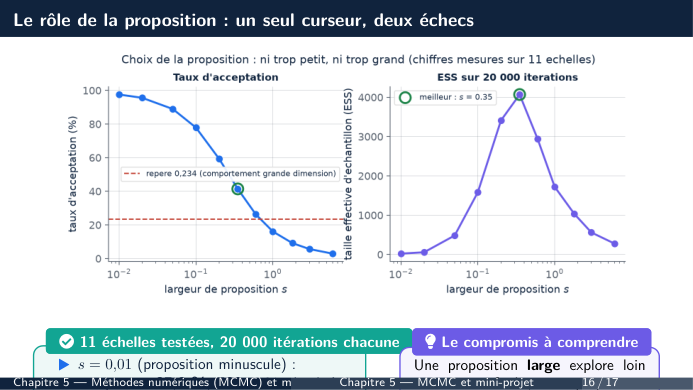 Le rôle de la proposition : un seul curseur, deux échecs
Choix de la proposition : ni trop petit, ni trop grand (chiffres mesures sur 11 echelles)
Taux d'acceptation
taux d'acceptation (%)
100
80
60
40
20
0
repere 0,234 (comportement grande dimension)
10⁻²
10⁻¹
10⁰
largeur de proposition s
ESS sur 20 000 iterations
taille effective d'echantillon (ESS)
4000
3000
2000
1000
0
meilleur : s = 0.35
10⁻²
10⁻¹
10⁰
largeur de proposition s
11 échelles testées, 20 000 itérations chacune
s = 0,01 (proposition minuscule) :
Le compromis à comprendre
Une proposition large explore loin
Chapitre 5 — Méthodes numériques (MCMC) et m
Chapitre 5 — MCMC et mini-projet
16 / 17